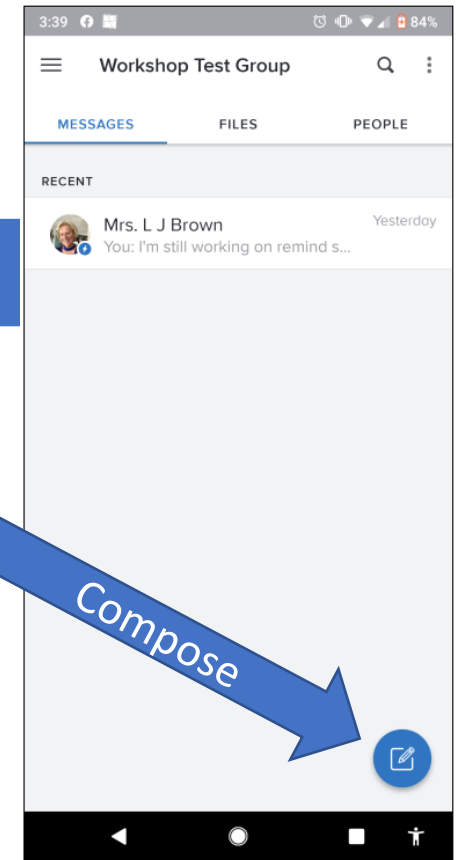 3:39 84%
Workshop Test Group
MESSAGES FILES PEOPLE
RECENT
Mrs. L J Brown Yesterday
You: I'm still working on remind s...
Compose